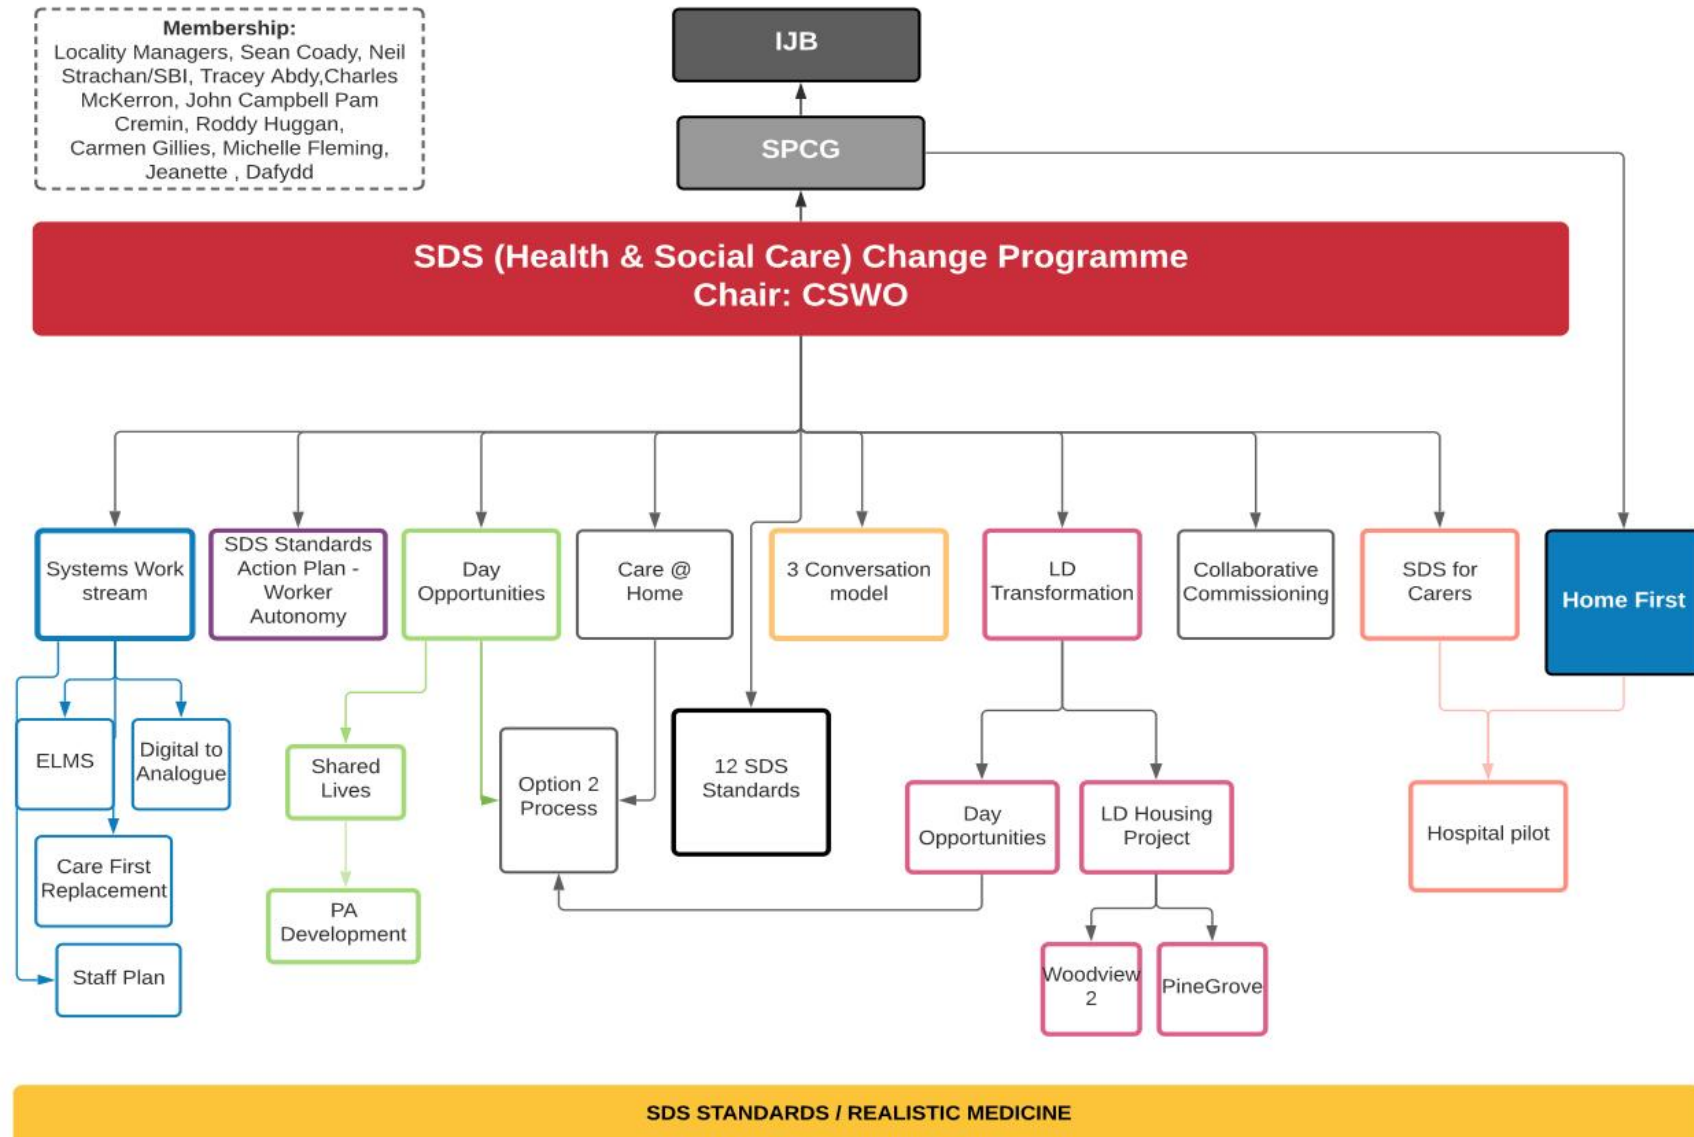 Membership:
Locality Managers, Sean Coady, Neil
Strachan/SBI, Tracey Abdy,Charles
McKerron, John Campbell Pam
Cremin, Roddy Huggan,
Carmen Gillies, Michelle Fleming,
Jeanette , Dafydd
IJB
SPCG
SDS (Health & Social Care) Change Programme
Chair: CSWO
Systems Work
stream
SDS Standards
Action Plan -
Worker
Autonomy
Day
Opportunities
Care @
Home
3 Conversation
model
LD
Transformation
Collaborative
Commissioning
SDS for
Carers
Home First
ELMS
Digital to
Analogue
Shared
Lives
Option 2
Process
12 SDS
Standards
Day
Opportunities
LD Housing
Project
Hospital pilot
Care First
Replacement
PA
Development
Staff Plan
Woodview
2
PineGrove
SDS STANDARDS / REALISTIC MEDICINE